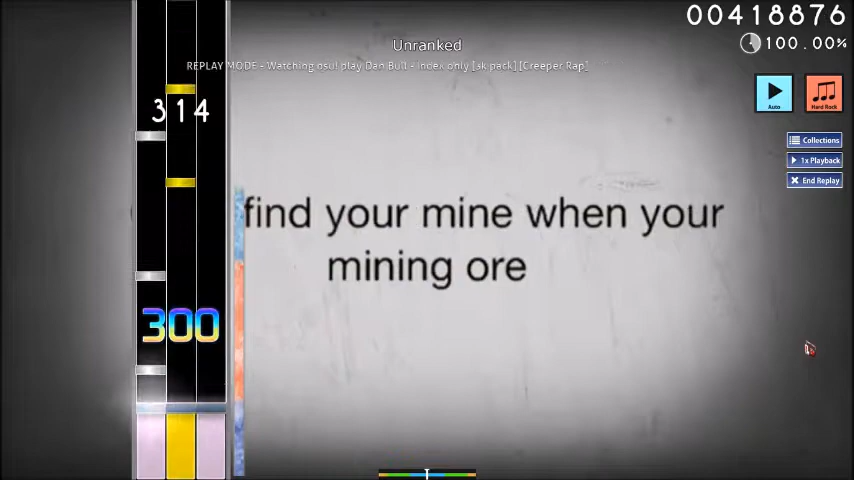 00418876
100.00%
Unranked
REPLAY MODE - Watching osu! play Dan Bull - Index only [3k pack] [Creeper Rap]
314
Auto
Hard Rock
Collections
1x Playback
End Replay
find your mine when your
mining ore
300